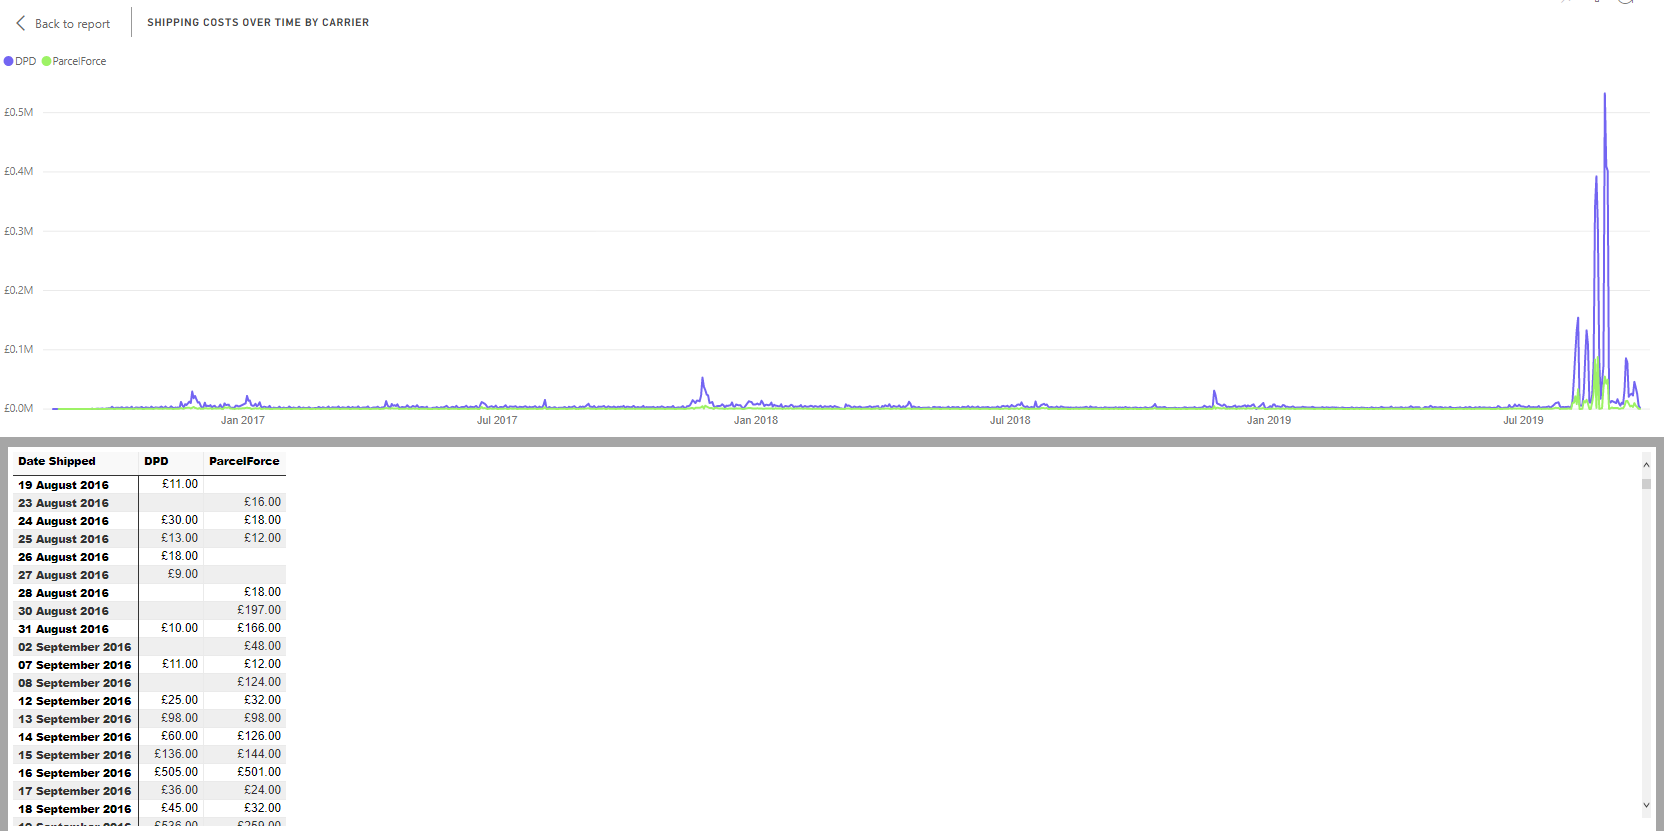 Back to report SHIPPING COSTS OVER TIME BY CARRIER
DPD ParcelForce
£0.5M
£0.4M
£0.3M
£0.2M
£0.1M
£0.0M
Jan 2017 Jul 2017 Jan 2018 Jul 2018 Jan 2019 Jul 2019
Date Shipped DPD ParcelForce
19 August 2016 £11.00
23 August 2016 £16.00
24 August 2016 £30.00 £18.00
25 August 2016 £13.00 £12.00
26 August 2016 £18.00
27 August 2016 £9.00
28 August 2016 £18.00
30 August 2016 £197.00
31 August 2016 £10.00 £166.00
02 September 2016 £48.00
07 September 2016 £11.00 £12.00
08 September 2016 £124.00
12 September 2016 £25.00 £32.00
13 September 2016 £98.00 £98.00
14 September 2016 £60.00 £126.00
15 September 2016 £136.00 £144.00
16 September 2016 £505.00 £501.00
17 September 2016 £36.00 £24.00
18 September 2016 £45.00 £32.00